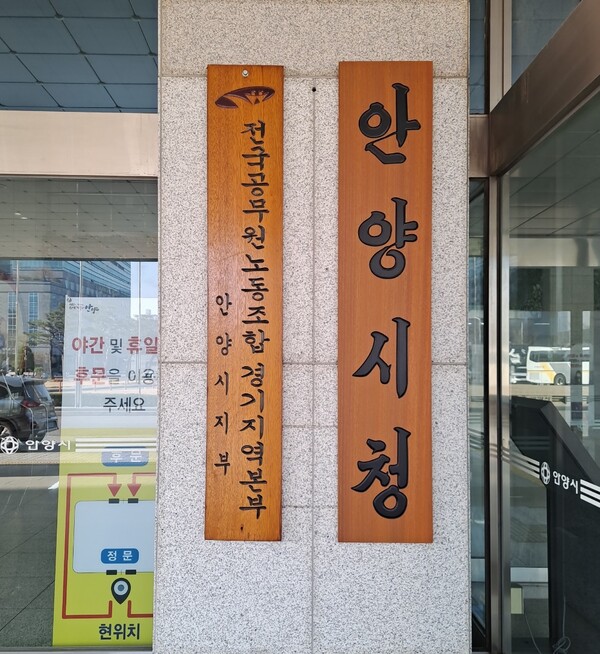 전국공무원노동조합 경기지역본부
안양시지부
안양시청
야간 및 휴일
후문을 이용
주세요
후문
정문
현위치
안양시
안양시